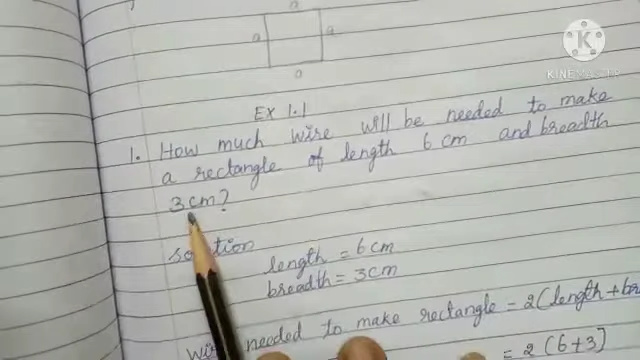 a
a
a
a
KINEMASTER
Ex 1.1
1. How much wire will be needed to make
a rectangle of length 6 cm and breadth
3 cm?
solution
length = 6 cm
breadth = 3 cm
Wire needed to make rectangle = 2(length + bre
= 2 (6+3)